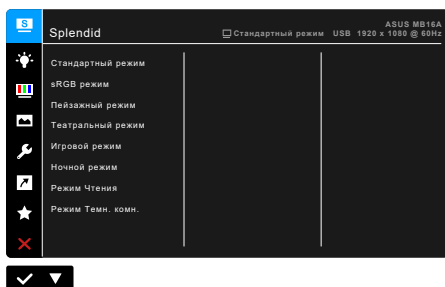 S
Splendid
ASUS MB16A
Стандартный режим USB 1920 x 1080 @ 60Hz
Стандартный режим
sRGB режим
Пейзажный режим
Театральный режим
Игровой режим
Ночной режим
Режим Чтения
Режим Темн. комн.